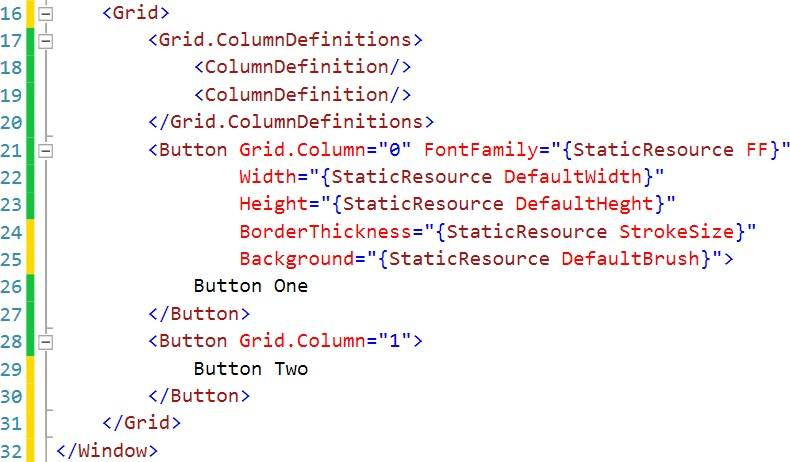 16 <Grid>
17 <Grid.ColumnDefinitions>
18 <ColumnDefinition/>
19 <ColumnDefinition/>
20 </Grid.ColumnDefinitions>
21 <Button Grid.Column="0" FontFamily="{StaticResource FF}"
22 Width="{StaticResource DefaultWidth}"
23 Height="{StaticResource DefaultHeght}"
24 BorderThickness="{StaticResource StrokeSize}"
25 Background="{StaticResource DefaultBrush}">
26 Button One
27 </Button>
28 <Button Grid.Column="1">
29 Button Two
30 </Button>
31 </Grid>
32 </Window>